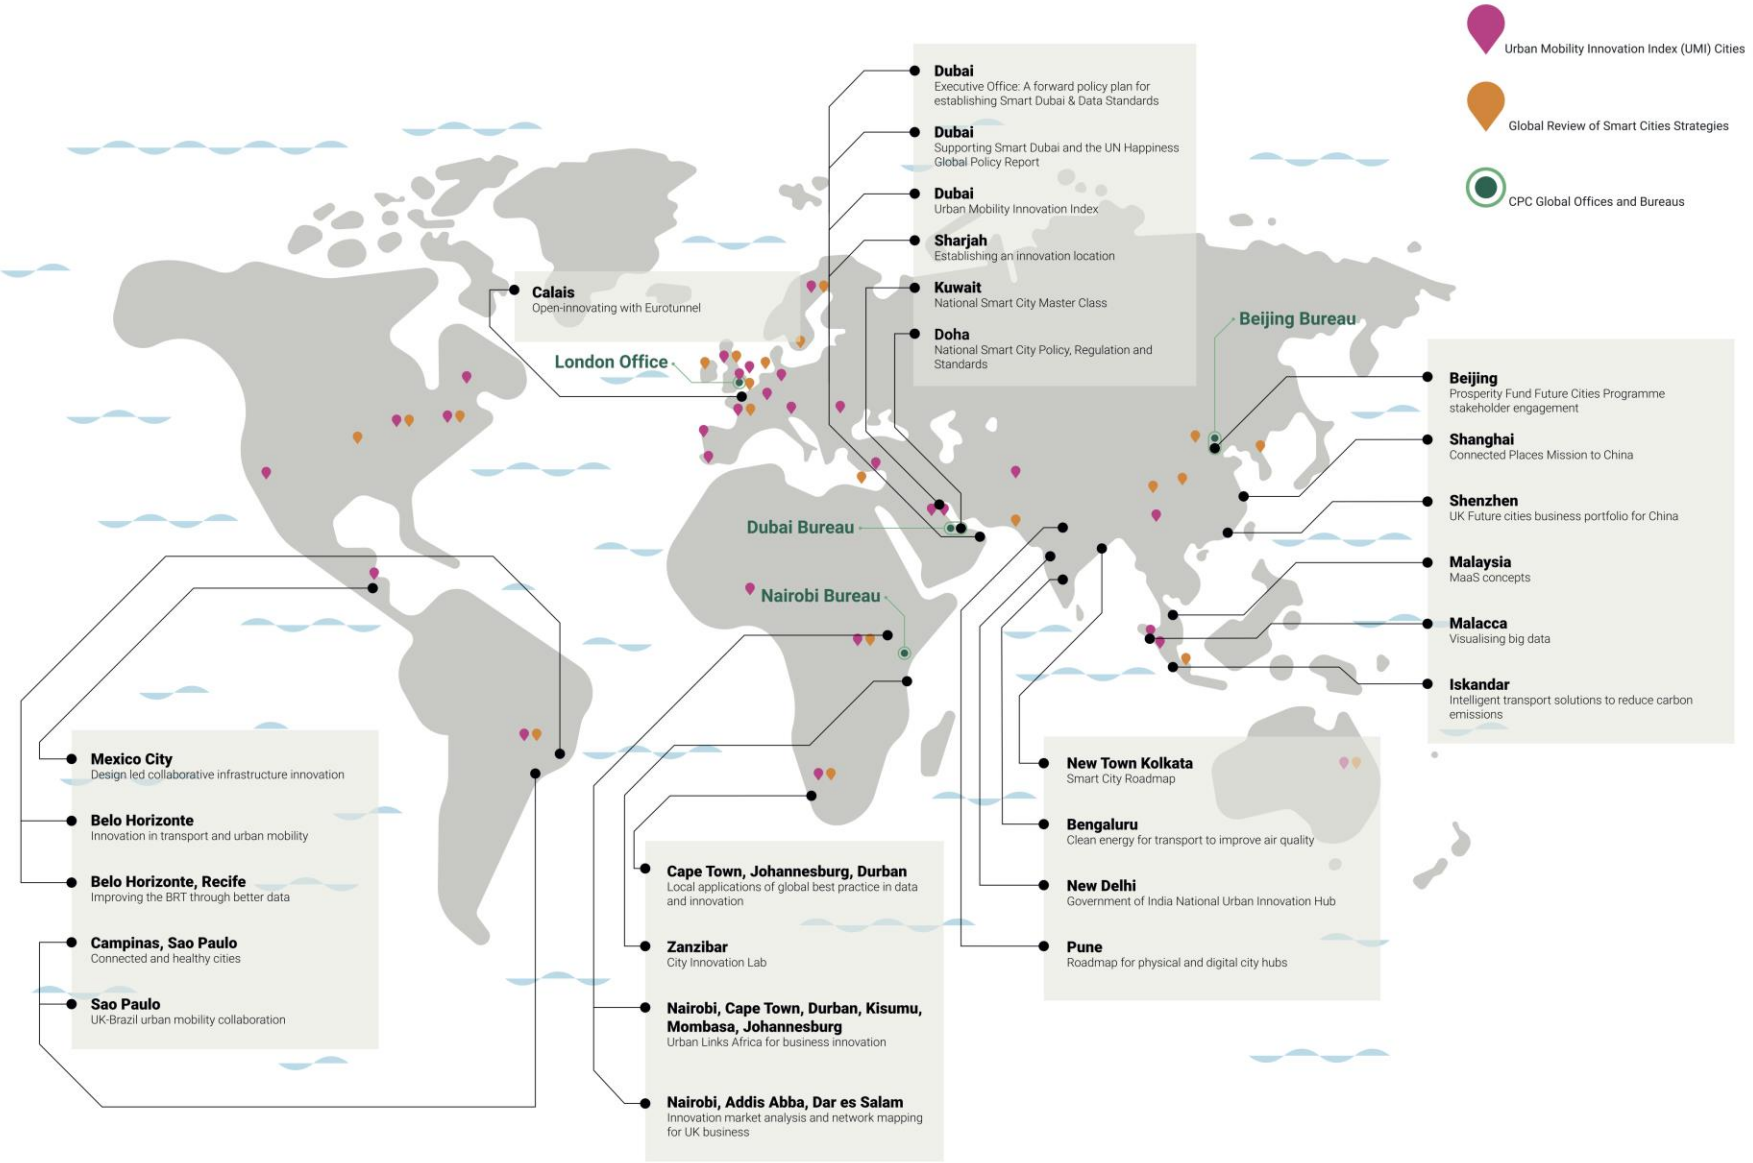 Urban Mobility Innovation Index (UMI) Cities
Global Review of Smart Cities Strategies
CPC Global Offices and Bureaus
Dubai
Executive Office: A forward policy plan for
establishing Smart Dubai & Data Standards
Dubai
Supporting Smart Dubai and the UN Happiness
Global Policy Report
Dubai
Urban Mobility Innovation Index
Sharjah
Establishing an innovation location
Kuwait
National Smart City Master Class
Doha
National Smart City Policy, Regulation and
Standards
Calais
Open-innovating with Eurotunnel
London Office
Beijing Bureau
Dubai Bureau
Nairobi Bureau
Beijing
Prosperity Fund Future Cities Programme
stakeholder engagement
Shanghai
Connected Places Mission to China
Shenzhen
UK Future cities business portfolio for China
Malaysia
MaaS concepts
Malacca
Visualising big data
Iskandar
Intelligent transport solutions to reduce carbon
emissions
Mexico City
Design led collaborative infrastructure innovation
Belo Horizonte
Innovation in transport and urban mobility
Belo Horizonte, Recife
Improving the BRT through better data
Campinas, Sao Paulo
Connected and healthy cities
Sao Paulo
UK-Brazil urban mobility collaboration
Cape Town, Johannesburg, Durban
Local applications of global best practice in data
and innovation
Zanzibar
City Innovation Lab
Nairobi, Cape Town, Durban, Kisumu,
Mombasa, Johannesburg
Urban Links Africa for business innovation
Nairobi, Addis Abba, Dar es Salam
Innovation market analysis and network mapping
for UK business
New Town Kolkata
Smart City Roadmap
Bengaluru
Clean energy for transport to improve air quality
New Delhi
Government of India National Urban Innovation Hub
Pune
Roadmap for physical and digital city hubs